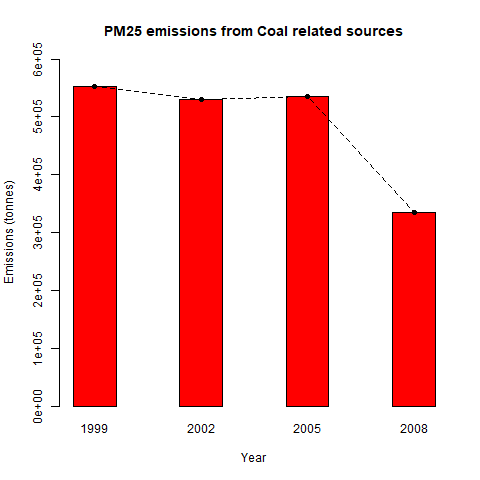 PM25 emissions from Coal related sources
Emissions (tonnes)
6e+05
5e+05
4e+05
3e+05
2e+05
1e+05
0e+00
1999 2002 2005 2008
Year